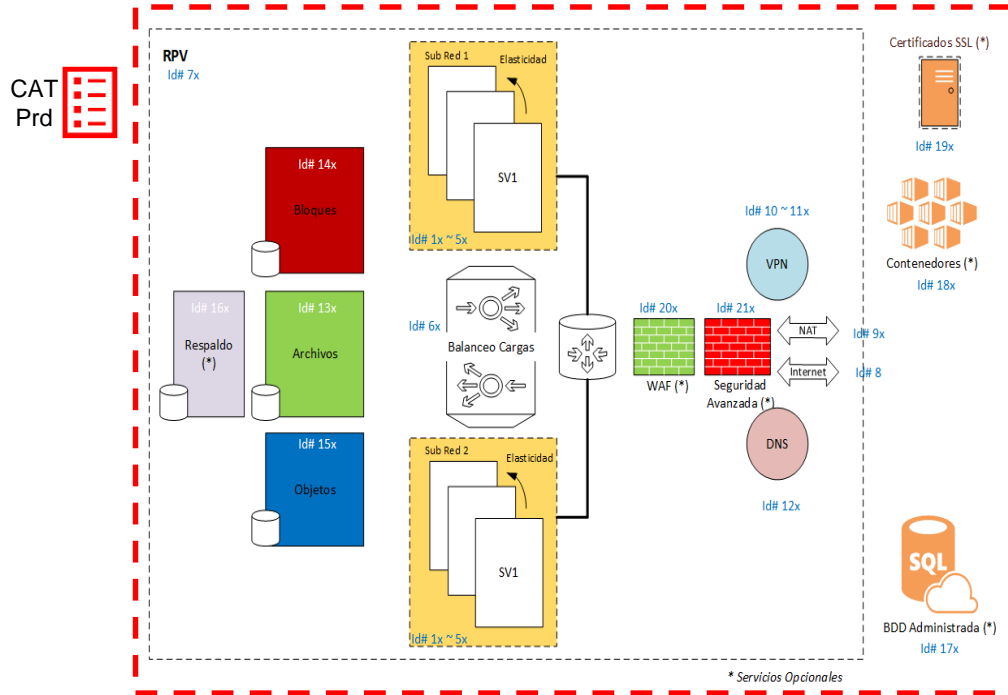 CAT
Prd
RPV
Id# 7x
Sub Red 1
Elasticidad
SV1
Id# 1x ~ 5x
Id# 14x
Bloques
Id# 16x
Respaldo
(*)
Id# 13x
Archivos
Id# 15x
Objetos
Id# 6x
Balanceo Cargas
Sub Red 2
Elasticidad
SV1
Id# 1x ~ 5x
Id# 20x
WAF (*)
Id# 21x
Seguridad
Avanzada (*)
Id# 10 ~ 11x
VPN
NAT
Id# 9x
Internet
Id# 8
DNS
Id# 12x
Certificados SSL (*)
Id# 19x
Contenedores (*)
Id# 18x
SQL
BDD Administrada (*)
Id# 17x
* Servicios Opcionales